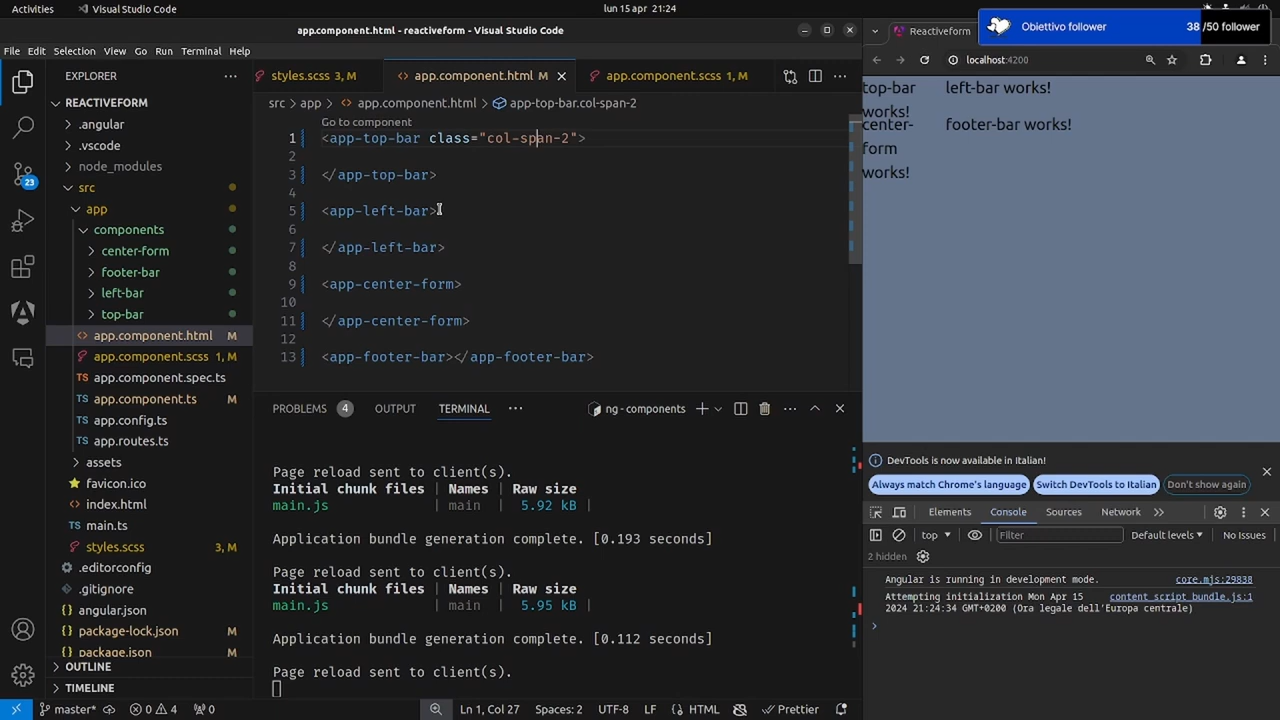 Activities
Visual Studio Code
lun 15 apr 21:24
app.component.html - reactiveform - Visual Studio Code
File Edit Selection View Go Run Terminal Help
EXPLORER
REACTIVEFORM
.angular
.vscode
node_modules
src
app
components
center-form
footer-bar
left-bar
top-bar
app.component.html M
app.component.scss 1, M
app.component.spec.ts
app.component.ts M
app.config.ts
app.routes.ts
assets
favicon.ico
index.html
main.ts
styles.scss 3, M
.editorconfig
.gitignore
angular.json
package-lock.json M
package.json M
OUTLINE
TIMELINE
23
styles.scss 3, M
app.component.html M
app.component.scss 1, M
src > app > app.component.html > app-top-bar.col-span-2
Go to component
1 <app-top-bar class="col-span-2">
2
3 </app-top-bar>
4
5 <app-left-bar>
6
7 </app-left-bar>
8
9 <app-center-form>
10
11 </app-center-form>
12
13 <app-footer-bar></app-footer-bar>
PROBLEMS 4 OUTPUT TERMINAL ng - components
Page reload sent to client(s).
Initial chunk files | Names | Raw size
main.js | main | 5.92 kB |
Application bundle generation complete. [0.193 seconds]
Page reload sent to client(s).
Initial chunk files | Names | Raw size
main.js | main | 5.95 kB |
Application bundle generation complete. [0.112 seconds]
Page reload sent to client(s).
master* 0 4 0 Ln 1, Col 27 Spaces: 2 UTF-8 LF HTML Prettier
Obiettivo follower 38 /50 follower
Reactiveform
localhost:4200
top-bar works!
left-bar works!
center-form works!
footer-bar works!
DevTools is now available in Italian!
Always match Chrome's language
Switch DevTools to Italian
Don't show again
Elements Console Sources Network
top Filter Default levels No Issues
2 hidden
Angular is running in development mode. core.mjs:29838
Attempting initialization Mon Apr 15 content script bundle.js:1
2024 21:24:34 GMT+0200 (Ora legale dell'Europa centrale)